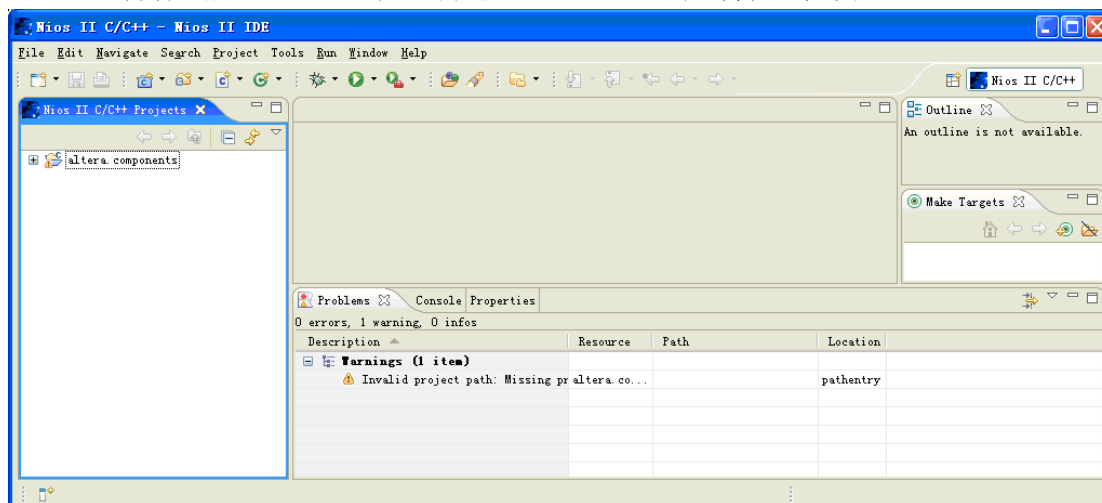 Nios II C/C++ - Nios II IDE
File Edit Navigate Search Project Tools Run Window Help
Nios II C/C++
Nios II C/C++ Projects
altera.components
Outline
An outline is not available.
Make Targets
Problems Console Properties
0 errors, 1 warning, 0 infos
Description Resource Path Location
Warnings (1 item)
Invalid project path: Missing pr altera.co... pathentry